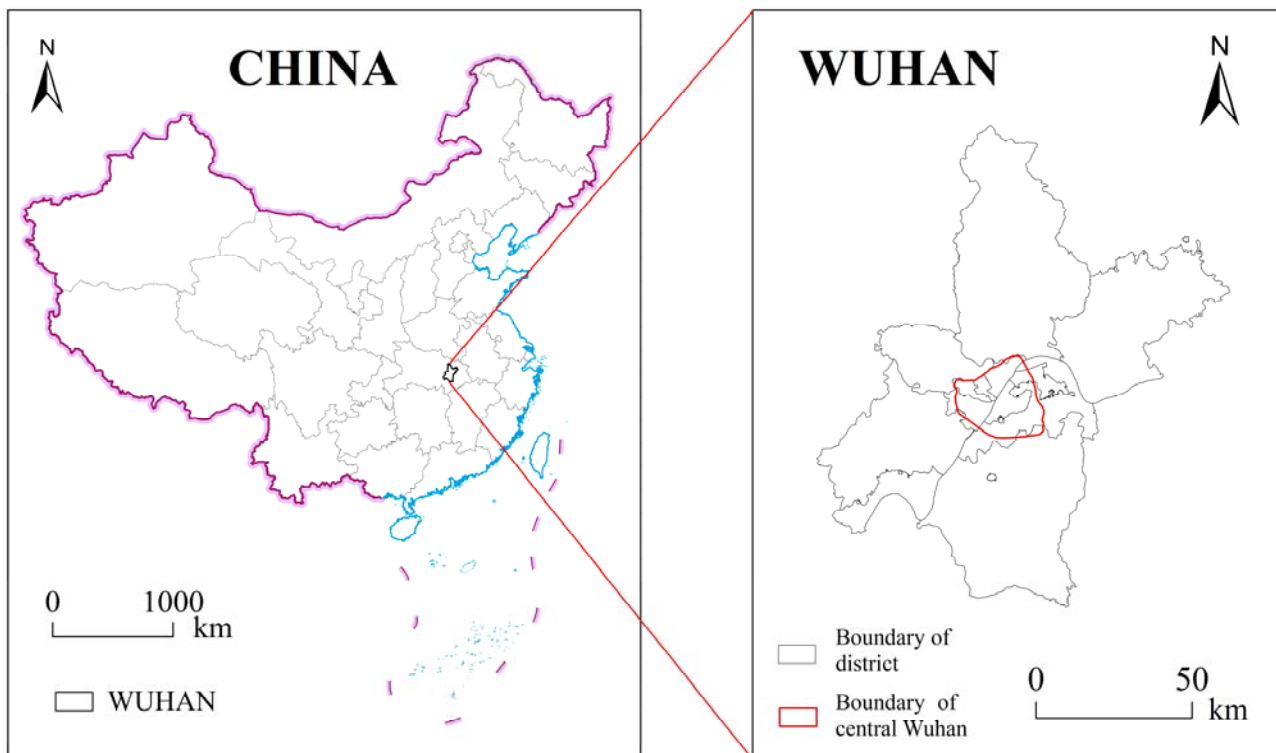 N
CHINA
0 1000
km
WUHAN
WUHAN
N
Boundary of
district
Boundary of
central Wuhan
0 50
km